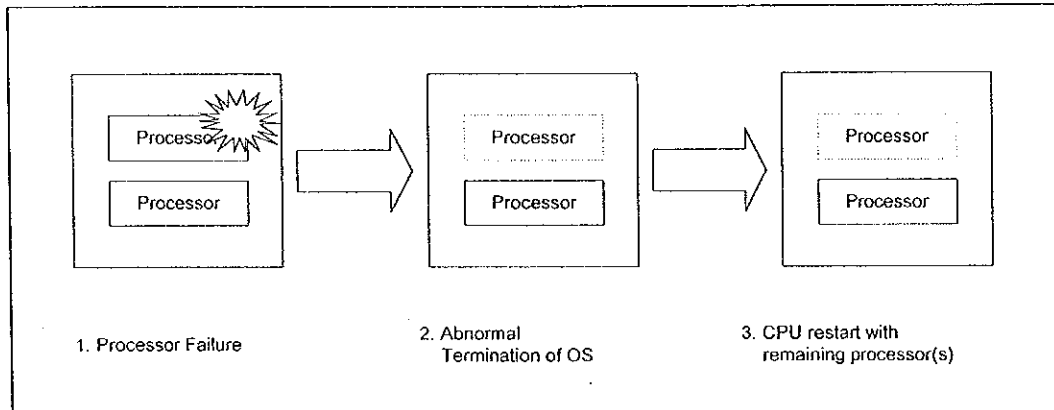 Processor
Processor
1. Processor Failure
Processor
Processor
2. Abnormal
Termination of OS
Processor
Processor
3. CPU restart with
remaining processor(s)